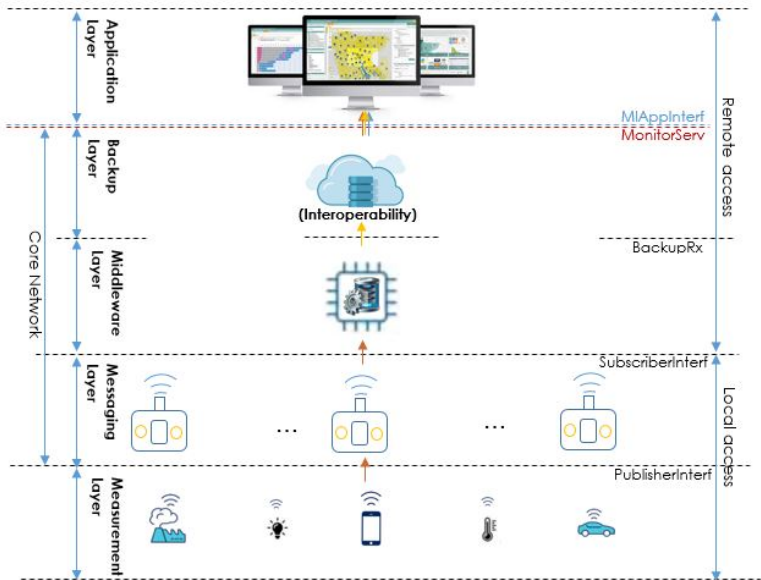 Application
Layer
MIAppInterf
MonitorServ
Remote access
Backup
Layer
(Interoperability)
BackupRx
Core Network
Middleware
Layer
SubscriberInterf
Messaging
Layer
...
...
Local access
PublisherInterf
Measurement
Layer